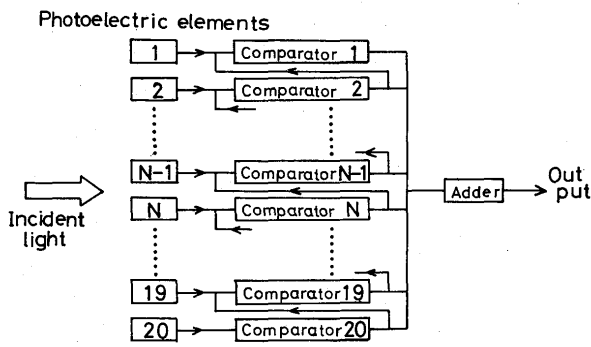 Photoelectric elements
1 Comparator 1
2 Comparator 2
N-1 Comparator N-1
N Comparator N
19 Comparator 19
20 Comparator 20
Incident
light
Adder
Out
put